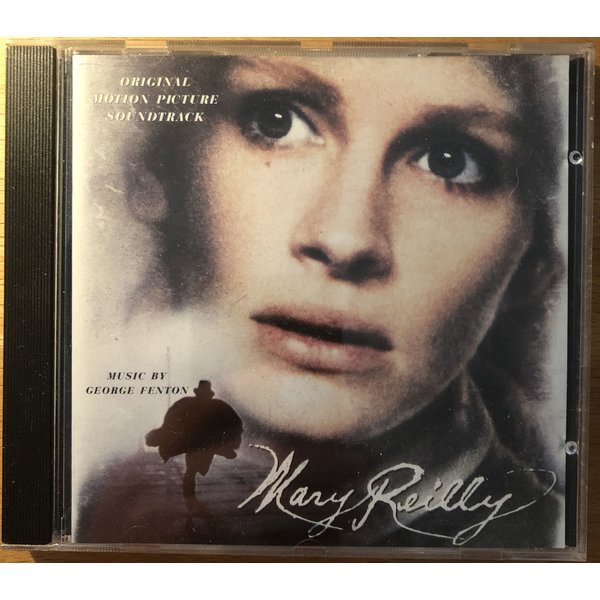 ORIGINAL
MOTION PICTURE
SOUNDTRACK
MUSIC BY
GEORGE FENTON
Mary Reilly